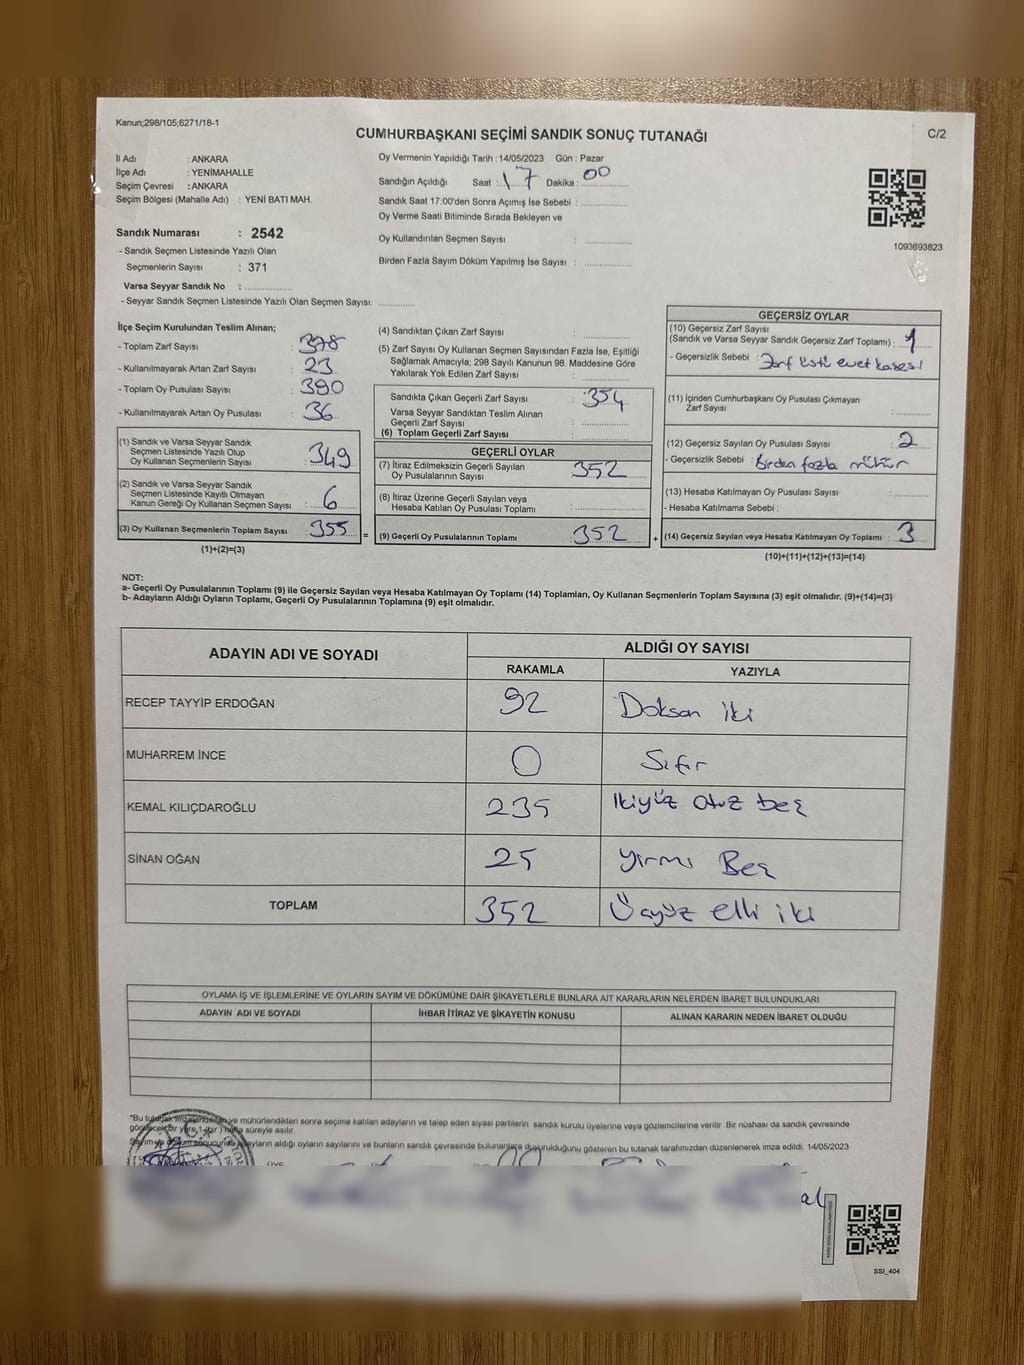 Kanun;298/105;6271/18-1
CUMHURBAŞKANI SEÇİMİ SANDIK SONUÇ TUTANAĞI
C/2
İl Adı : ANKARA
İlçe Adı : YENİMAHALLE
Seçim Çevresi : ANKARA
Seçim Bölgesi (Mahalle Adı) : YENİ BATI MAH.
Sandık Numarası : 2542
- Sandık Seçmen Listesinde Yazılı Olan
Seçmenlerin Sayısı : 371
Varsa Seyyar Sandık No :
- Seyyar Sandık Seçmen Listesinde Yazılı Olan Seçmen Sayısı:
Oy Vermenin Yapıldığı Tarih : 14/05/2023 Gün : Pazar
Sandığın Açıldığı Saat : 17 Dakika : 00
Sandık Saat 17:00'den Sonra Açımış İse Sebebi :
Oy Verme Saati Bitiminde Sırada Bekleyen ve
Oy Kullandırılan Seçmen Sayısı :
Birden Fazla Sayım Döküm Yapılmış İse Sayısı :
1093693823
İlçe Seçim Kurulundan Teslim Alınan;
- Toplam Zarf Sayısı : 378
- Kullanılmayarak Artan Zarf Sayısı : 23
- Toplam Oy Pusulası Sayısı : 390
- Kullanılmayarak Artan Oy Pusulası : 36
(1) Sandık ve Varsa Seyyar Sandık
Seçmen Listesinde Yazılı Olup
Oy Kullanan Seçmenlerin Sayısı : 349
(2) Sandık ve Varsa Seyyar Sandık
Seçmen Listesinde Kayıtlı Olmayan
Kanun Gereği Oy Kullanan Seçmen Sayısı : 6
(3) Oy Kullanan Seçmenlerin Toplam Sayısı : 355 =
(1)+(2)=(3)
(4) Sandıktan Çıkan Zarf Sayısı :
(5) Zarf Sayısı Oy Kullanan Seçmen Sayısından Fazla İse, Eşitliği
Sağlamak Amacıyla; 298 Sayılı Kanunun 98. Maddesine Göre
Yakılarak Yok Edilen Zarf Sayısı :
Sandıkta Çıkan Geçerli Zarf Sayısı : 354
Varsa Seyyar Sandıktan Teslim Alınan
Geçerli Zarf Sayısı :
(6) Toplam Geçerli Zarf Sayısı :
GEÇERLİ OYLAR
(7) İtiraz Edilmeksizin Geçerli Sayılan
Oy Pusulalarının Sayısı : 352
(8) İtiraz Üzerine Geçerli Sayılan veya
Hesaba Katılan Oy Pusulası Toplamı :
(9) Geçerli Oy Pusulalarının Toplamı : 352 +
GEÇERSİZ OYLAR
(10) Geçersiz Zarf Sayısı
(Sandık ve Varsa Seyyar Sandık Geçersiz Zarf Toplamı) : 1
- Geçersizlik Sebebi : Zarf üstü evet kaşesi
(11) İçinden Cumhurbaşkanı Oy Pusulası Çıkmayan
Zarf Sayısı :
(12) Geçersiz Sayılan Oy Pusulası Sayısı : 2
- Geçersizlik Sebebi : Birden fazla mühür
(13) Hesaba Katılmayan Oy Pusulası Sayısı :
- Hesaba Katılmama Sebebi :
(14) Geçersiz Sayılan veya Hesaba Katılmayan Oy Toplamı : 3
(10)+(11)+(12)+(13)=(14)
NOT:
a- Geçerli Oy Pusulalarının Toplamı (9) ile Geçersiz Sayılan veya Hesaba Katılmayan Oy Toplamı (14) Toplamları, Oy Kullanan Seçmenlerin Toplam Sayısına (3) eşit olmalıdır. (9)+(14)=(3)
b- Adayların Aldığı Oyların Toplamı, Geçerli Oy Pusulalarının Toplamına (9) eşit olmalıdır.
ADAYIN ADI VE SOYADI ALDIĞI OY SAYISI
RAKAMLA YAZIYLA
RECEP TAYYİP ERDOĞAN 92 Doksan iki
MUHARREM İNCE 0 Sıfır
KEMAL KILIÇDAROĞLU 235 İkiyüz otuz beş
SİNAN OĞAN 25 Yirmi Beş
TOPLAM 352 Üçyüz elli iki
OYLAMA İŞ VE İŞLEMLERİNE VE OYLARIN SAYIM VE DÖKÜMÜNE DAİR ŞİKAYETLERLE BUNLARA AİT KARARLARIN NELERDEN İBARET BULUNDUKLARI
ADAYIN ADI VE SOYADI İHBAR İTİRAZ VE ŞİKAYETİN KONUSU ALINAN KARARIN NEDEN İBARET OLDUĞU
*Bu tutanak imzalandıktan ve mühürlendikten sonra seçime katılan adayların ve talep eden siyasi partilerin sandık kurulu üyelerine veya gözlemcilerine verilir. Bir nüshası da sandık çevresinde
görülecek bir yere 1 (bir) hafta süreyle asılır.
Sayım ve döküm sonucunda adayların aldığı oyların sayılarını ve bunların sandık çevresinde bulunanlara duyurulduğunu gösteren bu tutanak tarafımızdan düzenlenerek imza edildi. 14/05/2023
ÜYE
SSI_404